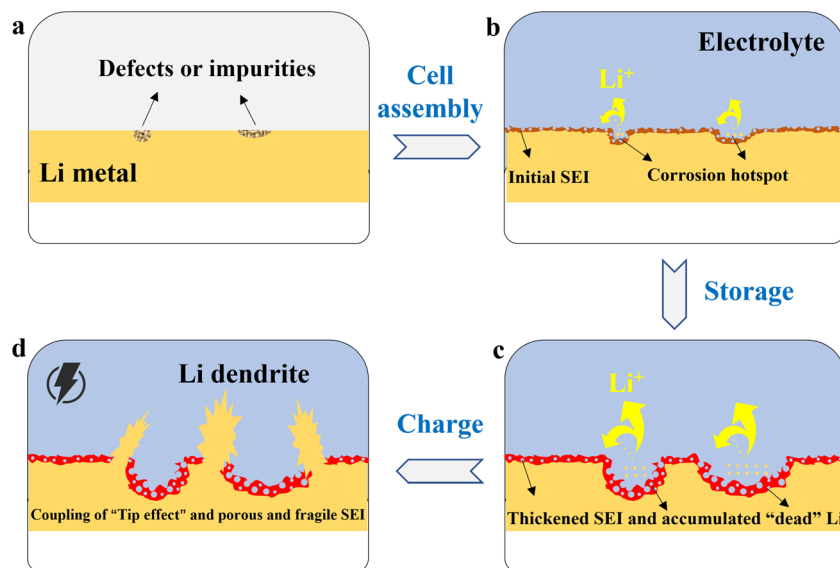 a
Defects or impurities
Li metal
Cell
assembly
b
Electrolyte
Li⁺
Initial SEI
Corrosion hotspot
Storage
c
Li⁺
Thickened SEI and accumulated “dead” Li
Charge
d
Li dendrite
Coupling of “Tip effect” and porous and fragile SEI